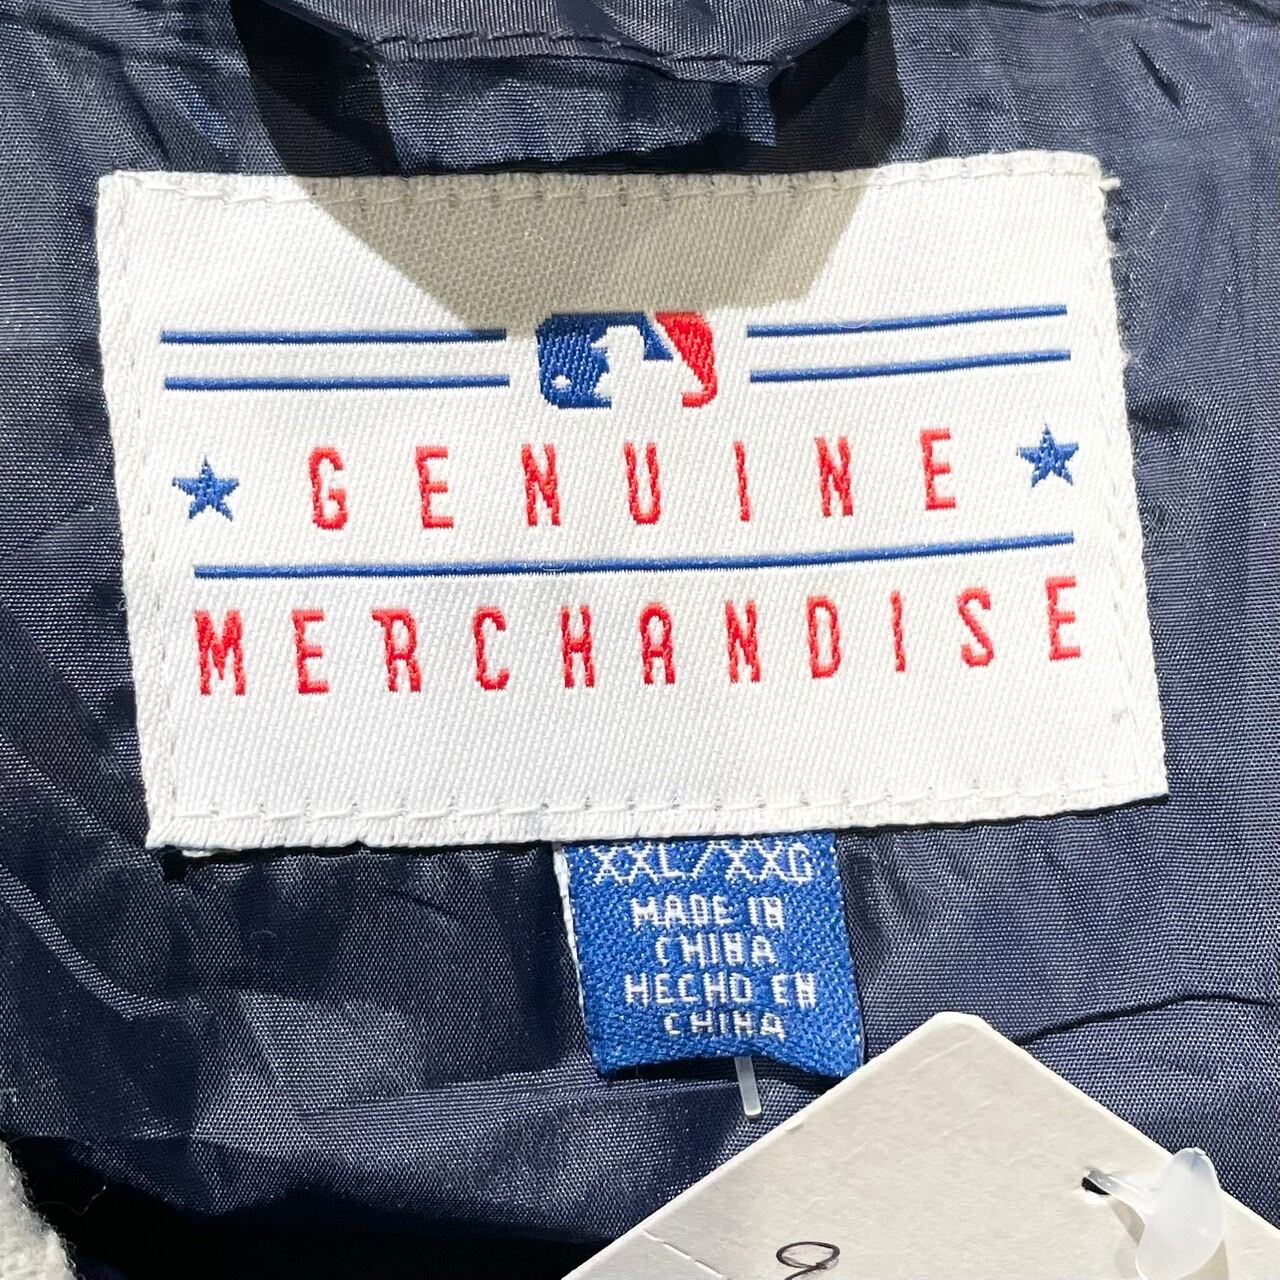 GENUINE
MERCHANDISE
XXL/XXG
MADE IN
CHINA
HECHO EN
CHINA